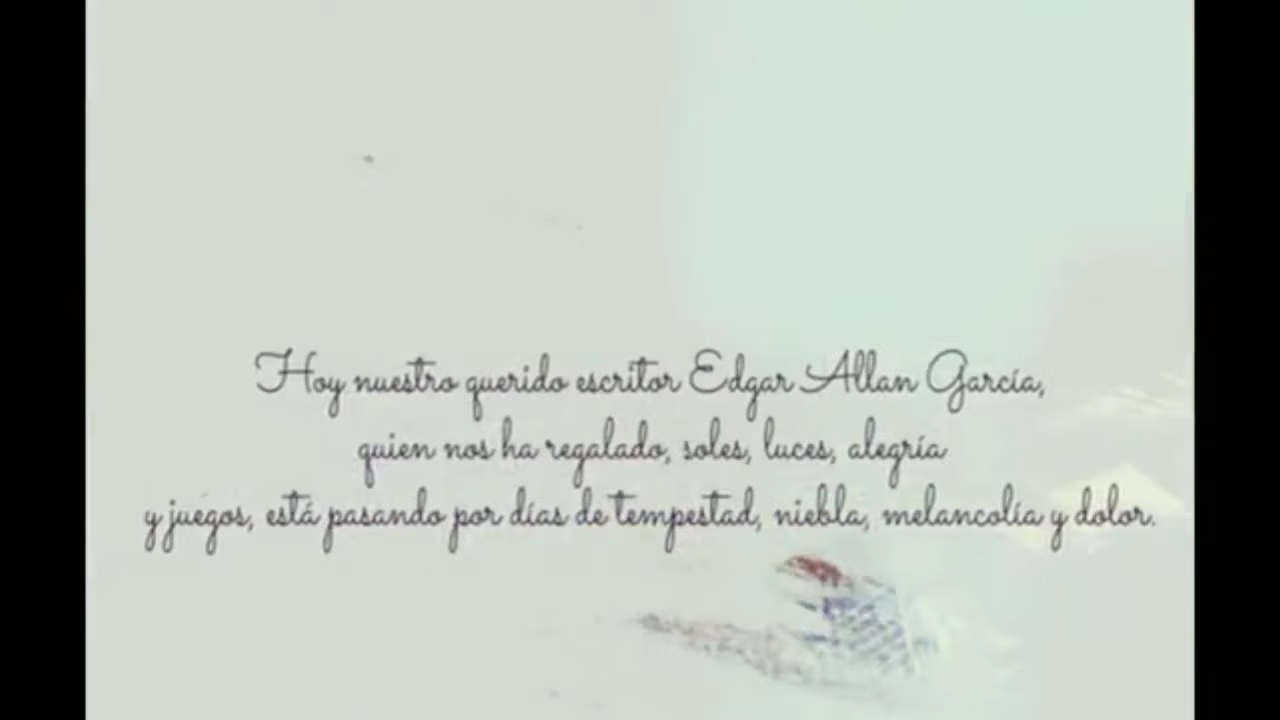 Hoy nuestro querido escritor Edgar Allan García,
quien nos ha regalado, soles, luces, alegría
y juegos, está pasando por días de tempestad, niebla, melancolía y dolor.